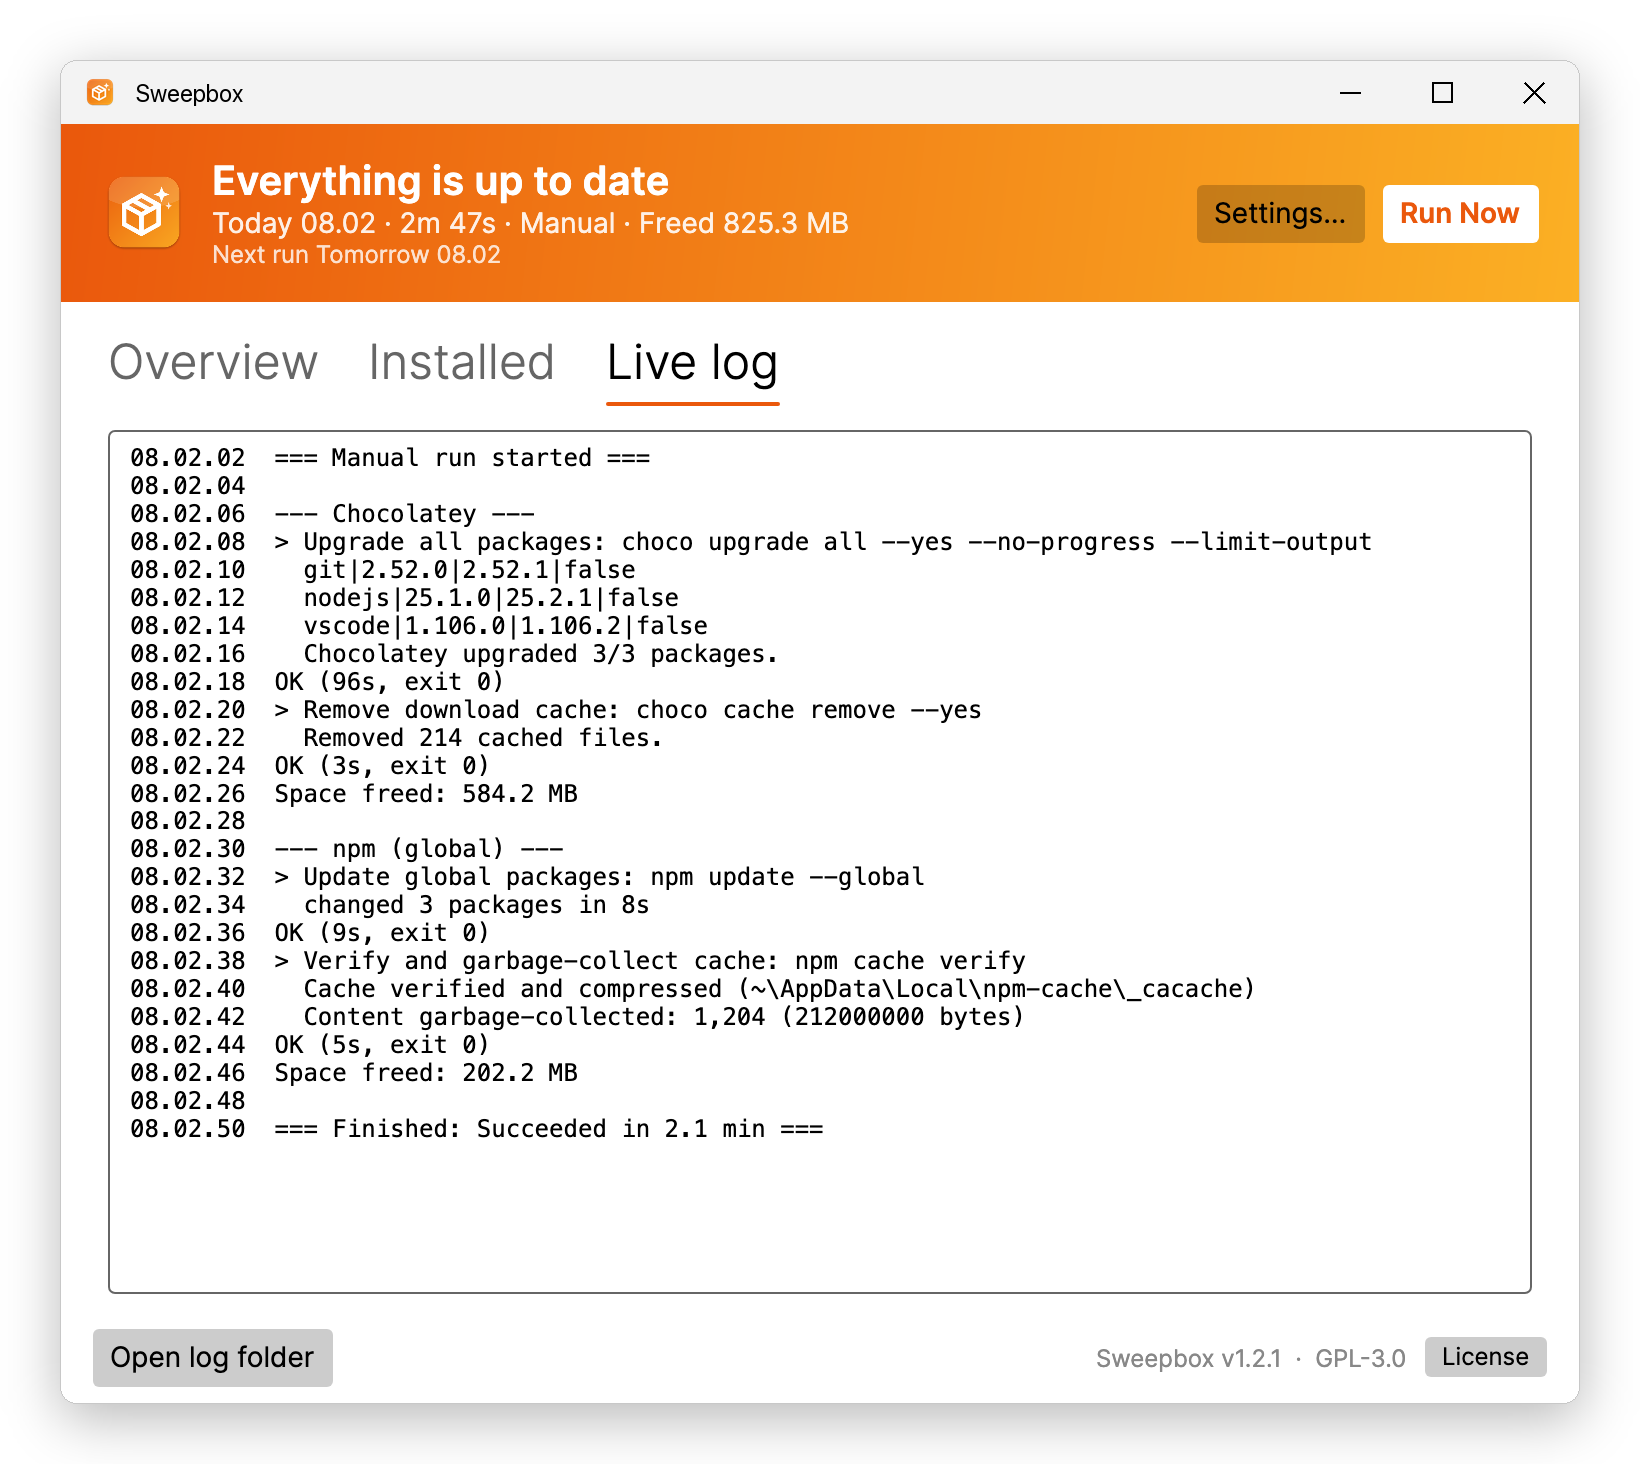 Sweepbox
Everything is up to date
Today 08.02 · 2m 47s · Manual · Freed 825.3 MB
Next run Tomorrow 08.02
Settings...
Run Now
Overview
Installed
Live log
08.02.02  === Manual run started ===
08.02.04
08.02.06  --- Chocolatey ---
08.02.08  > Upgrade all packages: choco upgrade all --yes --no-progress --limit-output
08.02.10    git|2.52.0|2.52.1|false
08.02.12    nodejs|25.1.0|25.2.1|false
08.02.14    vscode|1.106.0|1.106.2|false
08.02.16    Chocolatey upgraded 3/3 packages.
08.02.18  OK (96s, exit 0)
08.02.20  > Remove download cache: choco cache remove --yes
08.02.22    Removed 214 cached files.
08.02.24  OK (3s, exit 0)
08.02.26  Space freed: 584.2 MB
08.02.28
08.02.30  --- npm (global) ---
08.02.32  > Update global packages: npm update --global
08.02.34    changed 3 packages in 8s
08.02.36  OK (9s, exit 0)
08.02.38  > Verify and garbage-collect cache: npm cache verify
08.02.40    Cache verified and compressed (~\AppData\Local\npm-cache\_cacache)
08.02.42    Content garbage-collected: 1,204 (212000000 bytes)
08.02.44  OK (5s, exit 0)
08.02.46  Space freed: 202.2 MB
08.02.48
08.02.50  === Finished: Succeeded in 2.1 min ===
Open log folder
Sweepbox v1.2.1 · GPL-3.0
License